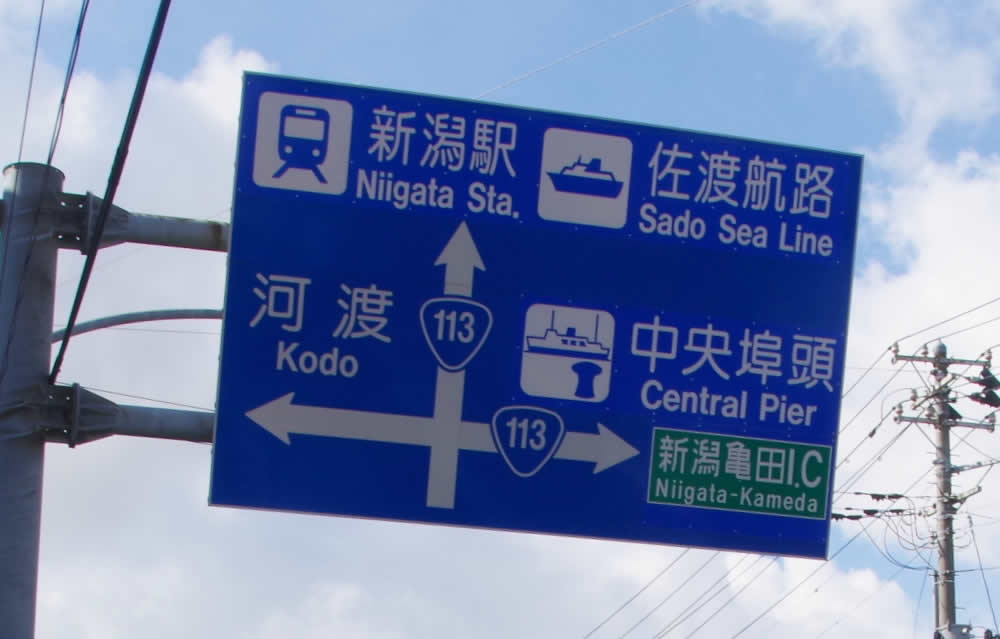 新潟駅
Niigata Sta.
佐渡航路
Sado Sea Line
河渡
Kodo
113
中央埠頭
Central Pier
113
新潟亀田I.C
Niigata-Kameda